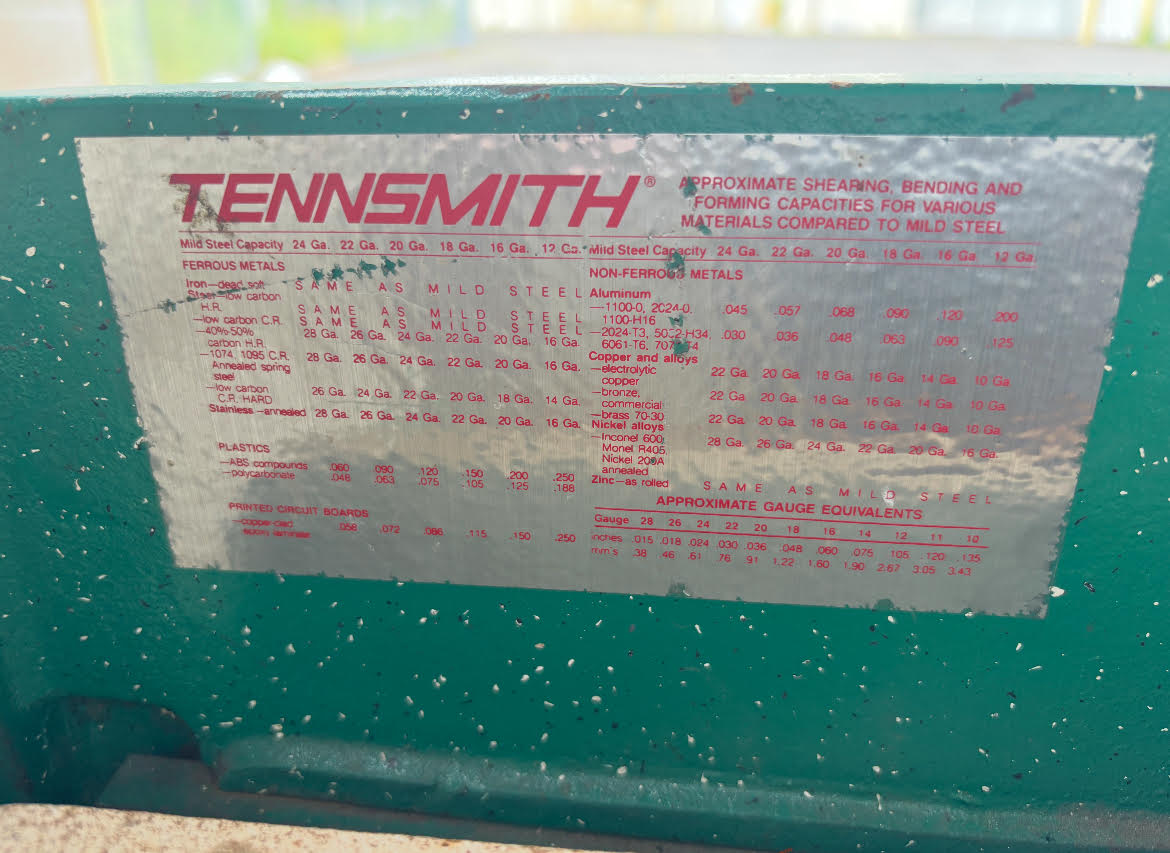 TENNSMITH®
APPROXIMATE SHEARING, BENDING AND
FORMING CAPACITIES FOR VARIOUS
MATERIALS COMPARED TO MILD STEEL
Mild Steel Capacity 24 Ga. 22 Ga. 20 Ga. 18 Ga. 16 Ga. 12 Ga.
FERROUS METALS
Iron—dead soft SAME AS MILD STEEL
Steel—low carbon
H.R. SAME AS MILD STEEL
—low carbon C.R. SAME AS MILD STEEL
—40%-50% 28 Ga. 26 Ga. 24 Ga. 22 Ga. 20 Ga. 16 Ga.
carbon H.R.
—1074, 1095 C.R. 28 Ga. 26 Ga. 24 Ga. 22 Ga. 20 Ga. 16 Ga.
Annealed spring
steel
—low carbon 26 Ga. 24 Ga. 22 Ga. 20 Ga. 18 Ga. 14 Ga.
C.R. HARD
Stainless—annealed 28 Ga. 26 Ga. 24 Ga. 22 Ga. 20 Ga. 16 Ga.
PLASTICS
—ABS compounds .060 .090 .120 .150 .200 .250
—polycarbonate .048 .063 .075 .105 .125 .188
PRINTED CIRCUIT BOARDS
—copper-clad .058 .072 .086 .115 .150 .250
epoxy laminate
Mild Steel Capacity 24 Ga. 22 Ga. 20 Ga. 18 Ga. 16 Ga. 12 Ga.
NON-FERROUS METALS
Aluminum
—1100-0, 2024-0, .045 .057 .068 .090 .120 .200
1100-H16
—2024-T3, 5052-H34, .030 .036 .048 .063 .090 .125
6061-T6, 7075-T4
Copper and alloys
—electrolytic 22 Ga. 20 Ga. 18 Ga. 16 Ga. 14 Ga. 10 Ga.
copper
—bronze, 22 Ga. 20 Ga. 18 Ga. 16 Ga. 14 Ga. 10 Ga.
commercial
—brass 70-30 22 Ga. 20 Ga. 18 Ga. 16 Ga. 14 Ga. 10 Ga.
Nickel alloys
—Inconel 600, 28 Ga. 26 Ga. 24 Ga. 22 Ga. 20 Ga. 16 Ga.
Monel R405,
Nickel 200A
annealed
Zinc—as rolled SAME AS MILD STEEL
APPROXIMATE GAUGE EQUIVALENTS
Gauge 28 26 24 22 20 18 16 14 12 11 10
inches .015 .018 .024 .030 .036 .048 .060 .075 .105 .120 .135
mm's .38 .46 .61 .76 .91 1.22 1.60 1.90 2.67 3.05 3.43